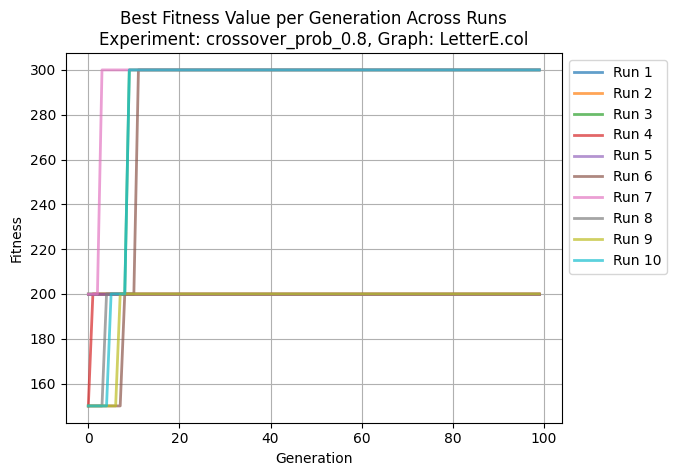 Best Fitness Value per Generation Across Runs
Experiment: crossover_prob_0.8, Graph: LetterE.col
300
280
260
240
220
200
180
160
Fitness
0 20 40 60 80 100
Generation
Run 1
Run 2
Run 3
Run 4
Run 5
Run 6
Run 7
Run 8
Run 9
Run 10